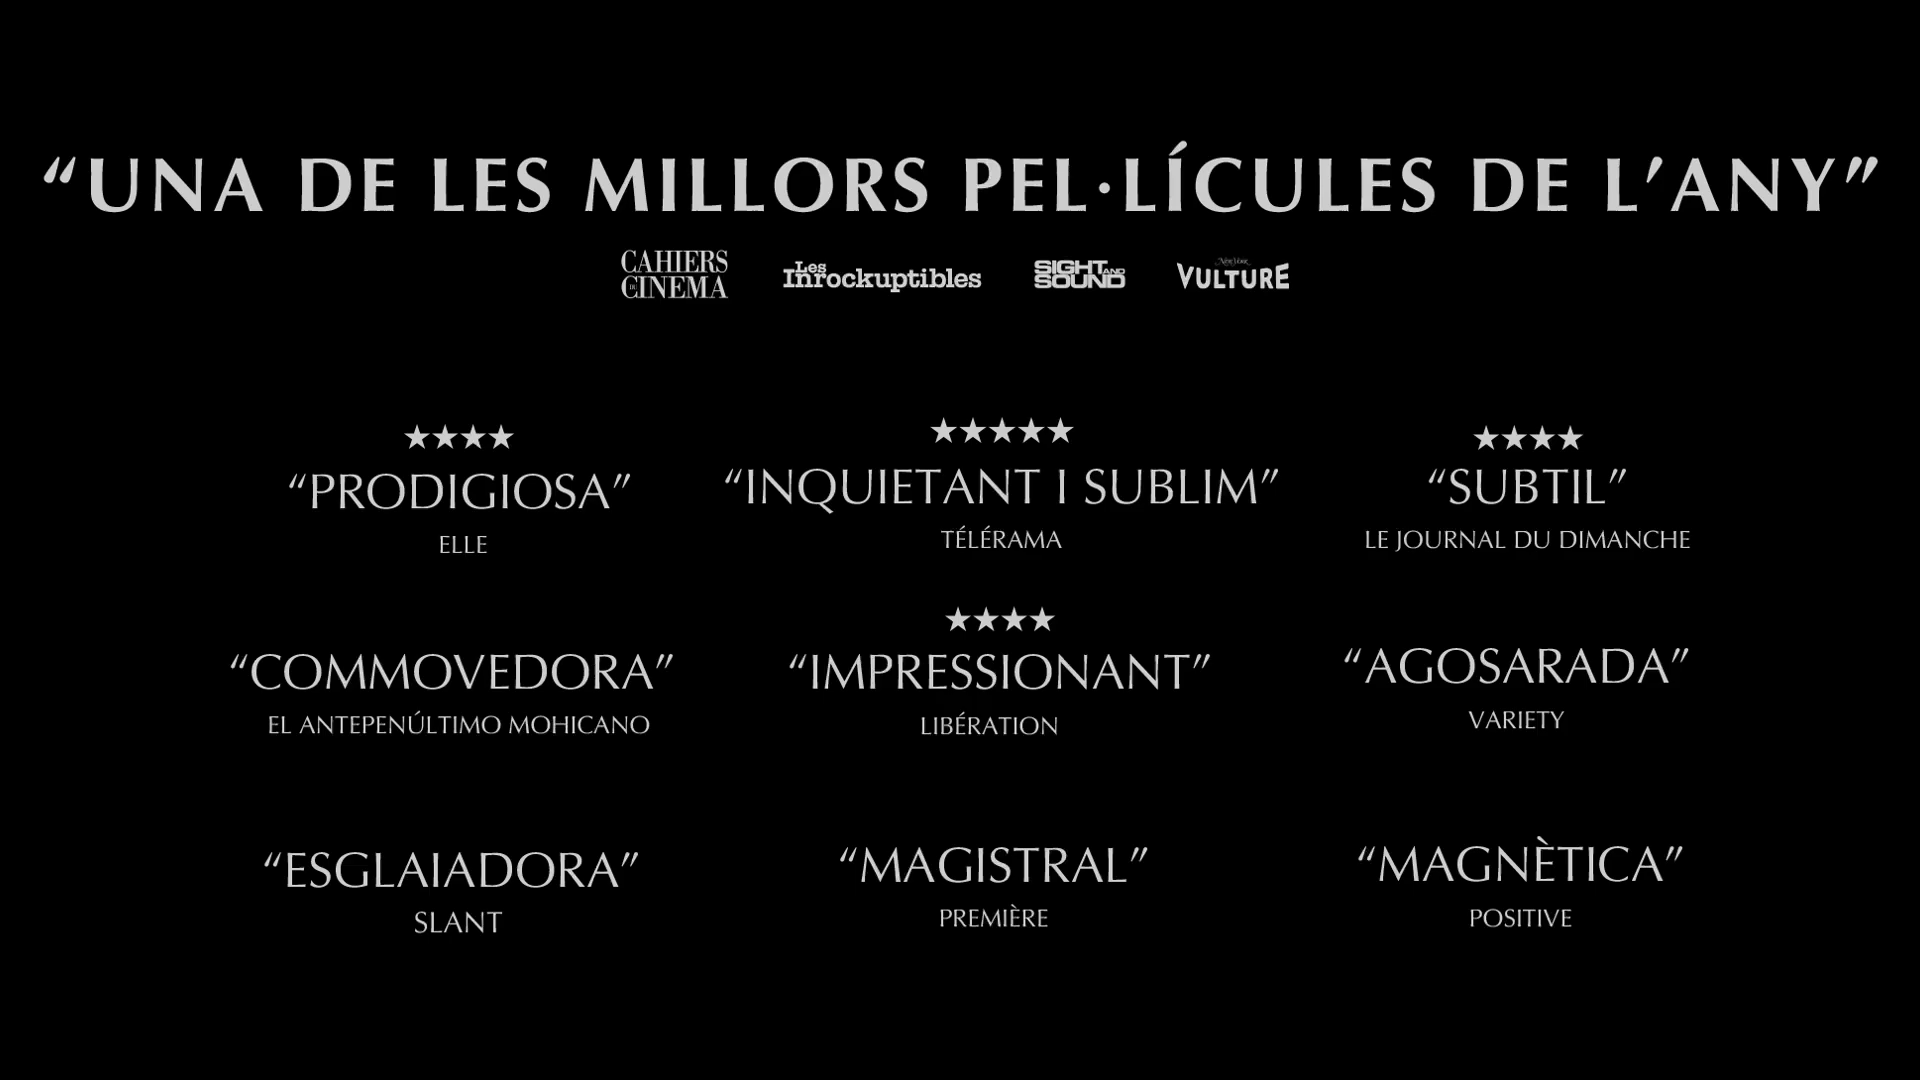 “UNA DE LES MILLORS PEL·LÍCULES DE L’ANY”
CAHIERS DU CINEMA
Les Inrockuptibles
SIGHT AND SOUND
New York VULTURE
★★★★
“PRODIGIOSA”
ELLE
★★★★★
“INQUIETANT I SUBLIM”
TÉLÉRAMA
★★★★
“SUBTIL”
LE JOURNAL DU DIMANCHE
“COMMOVEDORA”
EL ANTEPENÚLTIMO MOHICANO
★★★★
“IMPRESSIONANT”
LIBÉRATION
“AGOSARADA”
VARIETY
“ESGLAIADORA”
SLANT
“MAGISTRAL”
PREMIÈRE
“MAGNÈTICA”
POSITIVE